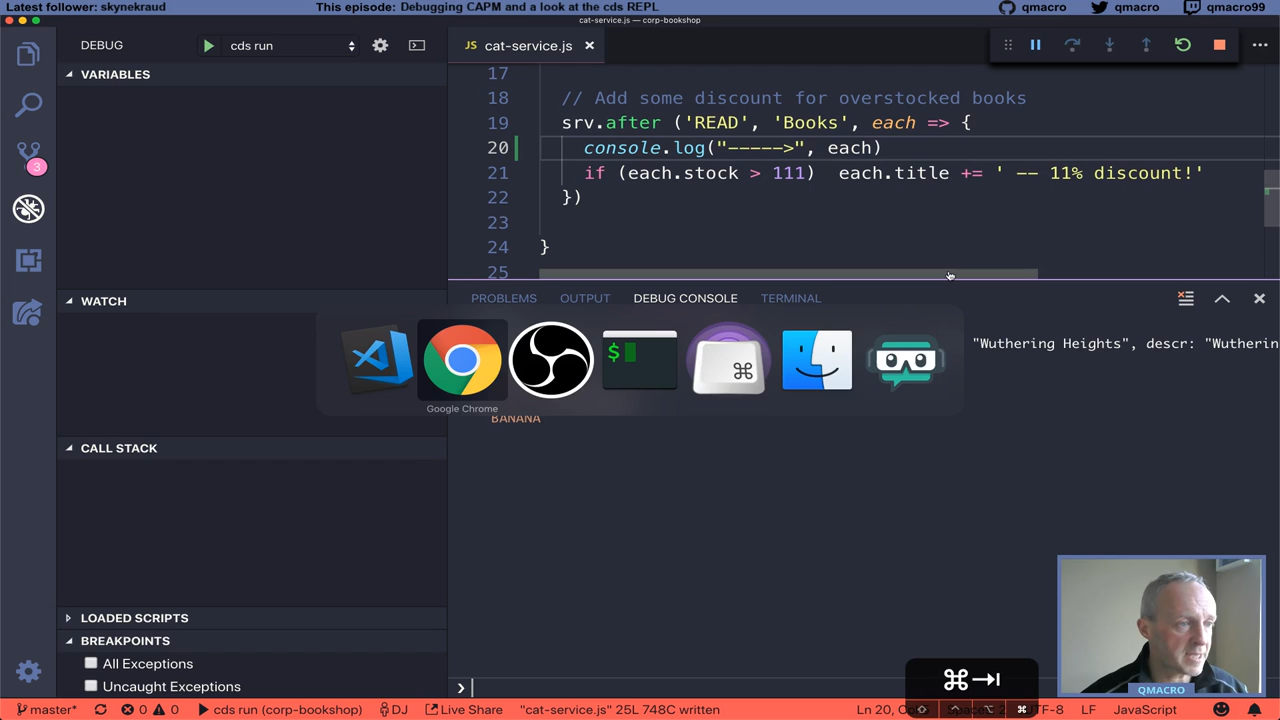 Latest follower: skynekraud
This episode: Debugging CAPM and a look at the cds REPL
qmacro
qmacro
qmacro99
cat-service.js — corp-bookshop
DEBUG
cds run
JS cat-service.js
VARIABLES
17
18 // Add some discount for overstocked books
19 srv.after ('READ', 'Books', each => {
20 console.log("----->", each)
21 if (each.stock > 111) each.title += ' -- 11% discount!'
22 })
23
24 }
25
3
WATCH
PROBLEMS
OUTPUT
DEBUG CONSOLE
TERMINAL
"Wuthering Heights", descr: "Wutherin
$
⌘
Google Chrome
BANANA
CALL STACK
LOADED SCRIPTS
BREAKPOINTS
All Exceptions
Uncaught Exceptions
⌘⇥
QMACRO
master*
0
0
cds run (corp-bookshop)
DJ
Live Share
"cat-service.js" 25L 748C written
Ln 20,
LF
JavaScript